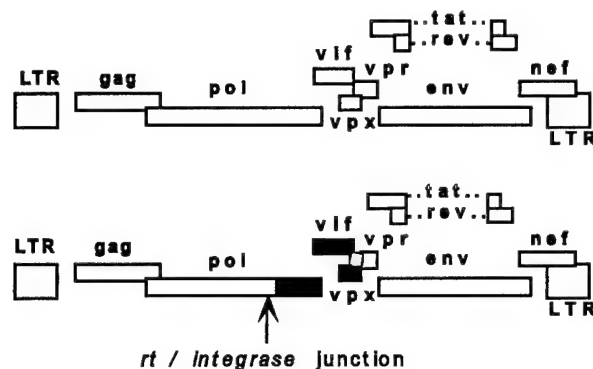 ..tat..
vif ..rev..
LTR vpr
gag nef
pol env
vpx
LTR
..tat..
vif ..rev..
LTR vpr
gag nef
pol env
vpx
LTR
rt / integrase junction